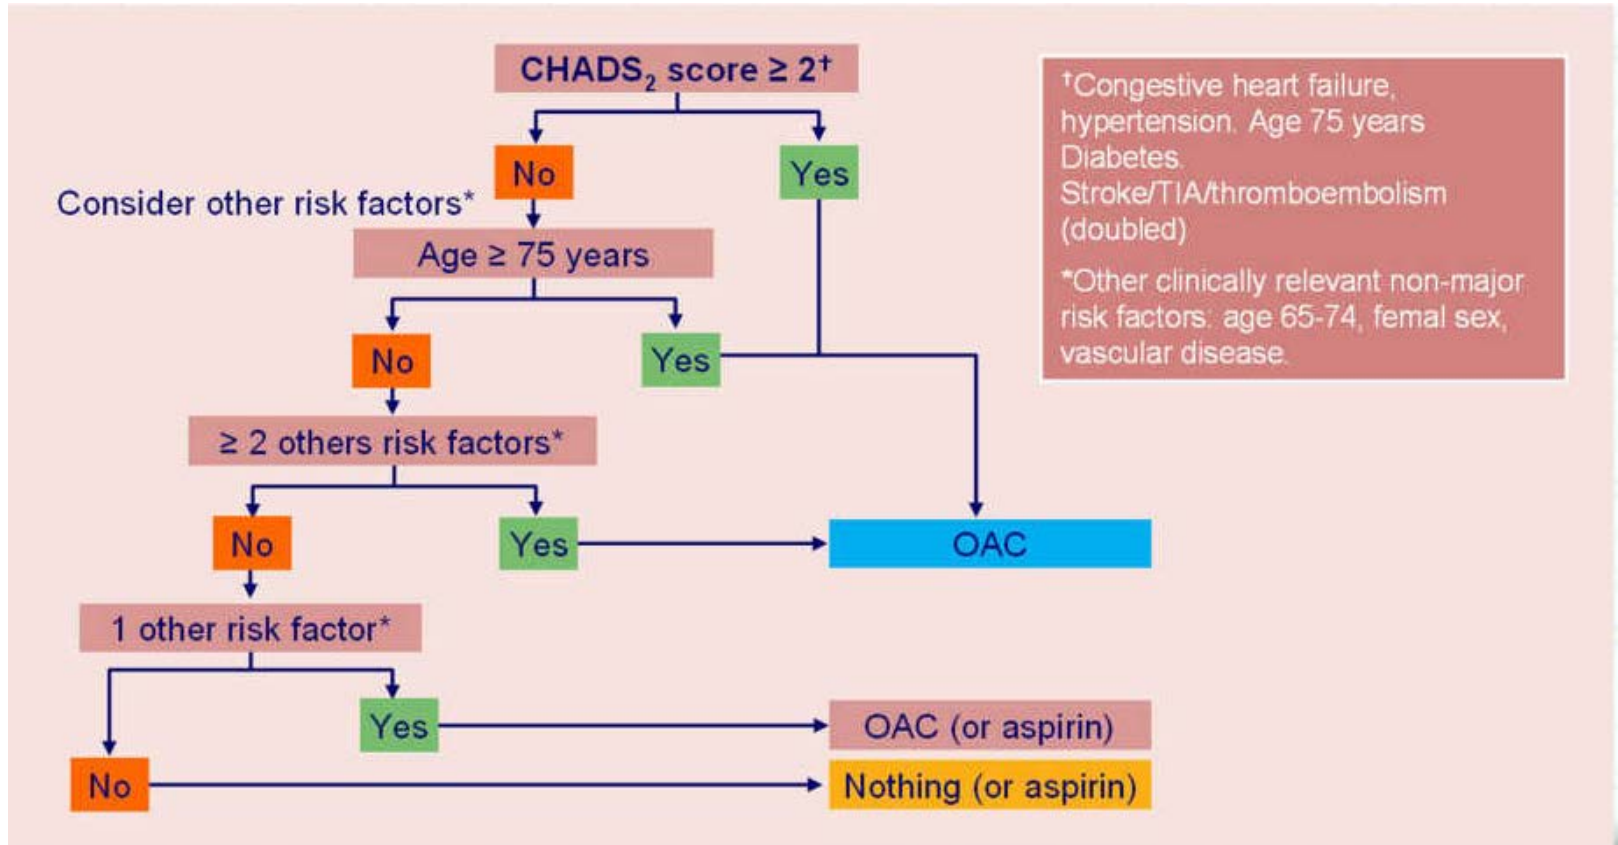 CHADS₂ score ≥ 2†
No
Yes
Consider other risk factors*
Age ≥ 75 years
No
Yes
≥ 2 others risk factors*
No
Yes
OAC
1 other risk factor*
Yes
OAC (or aspirin)
No
Nothing (or aspirin)
†Congestive heart failure,
hypertension. Age 75 years
Diabetes.
Stroke/TIA/thromboembolism
(doubled)
*Other clinically relevant non-major
risk factors: age 65-74, femal sex,
vascular disease.